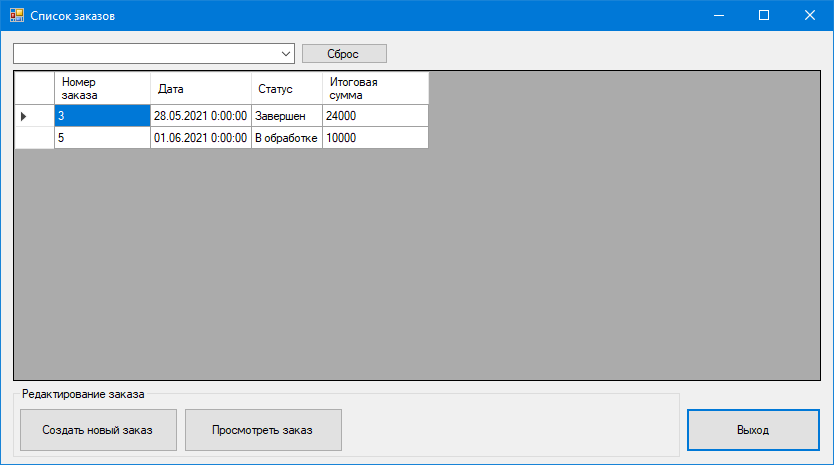 Список заказов
Сброс
Номер заказа Дата Статус Итоговая сумма
3 28.05.2021 0:00:00 Завершен 24000
5 01.06.2021 0:00:00 В обработке 10000
Редактирование заказа
Создать новый заказ Просмотреть заказ Выход